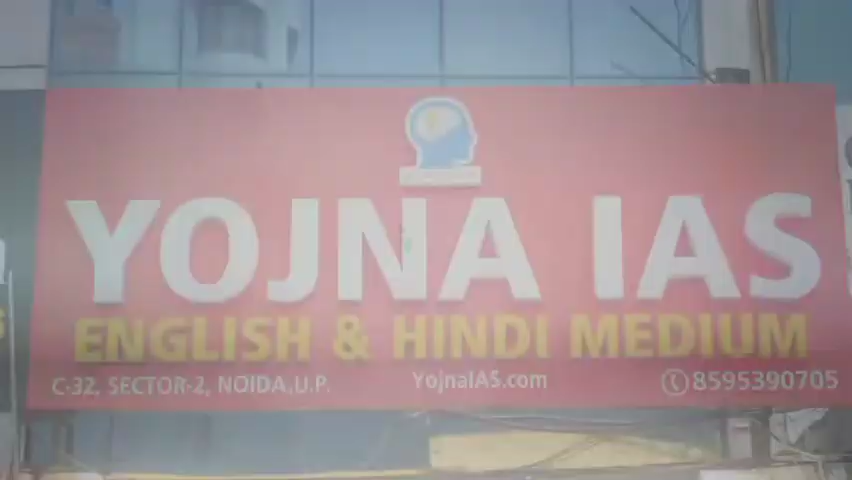 YOJNA IAS
ENGLISH & HINDI MEDIUM
C-32, SECTOR-2, NOIDA,U.P. YojnaIAS.com 8595390705